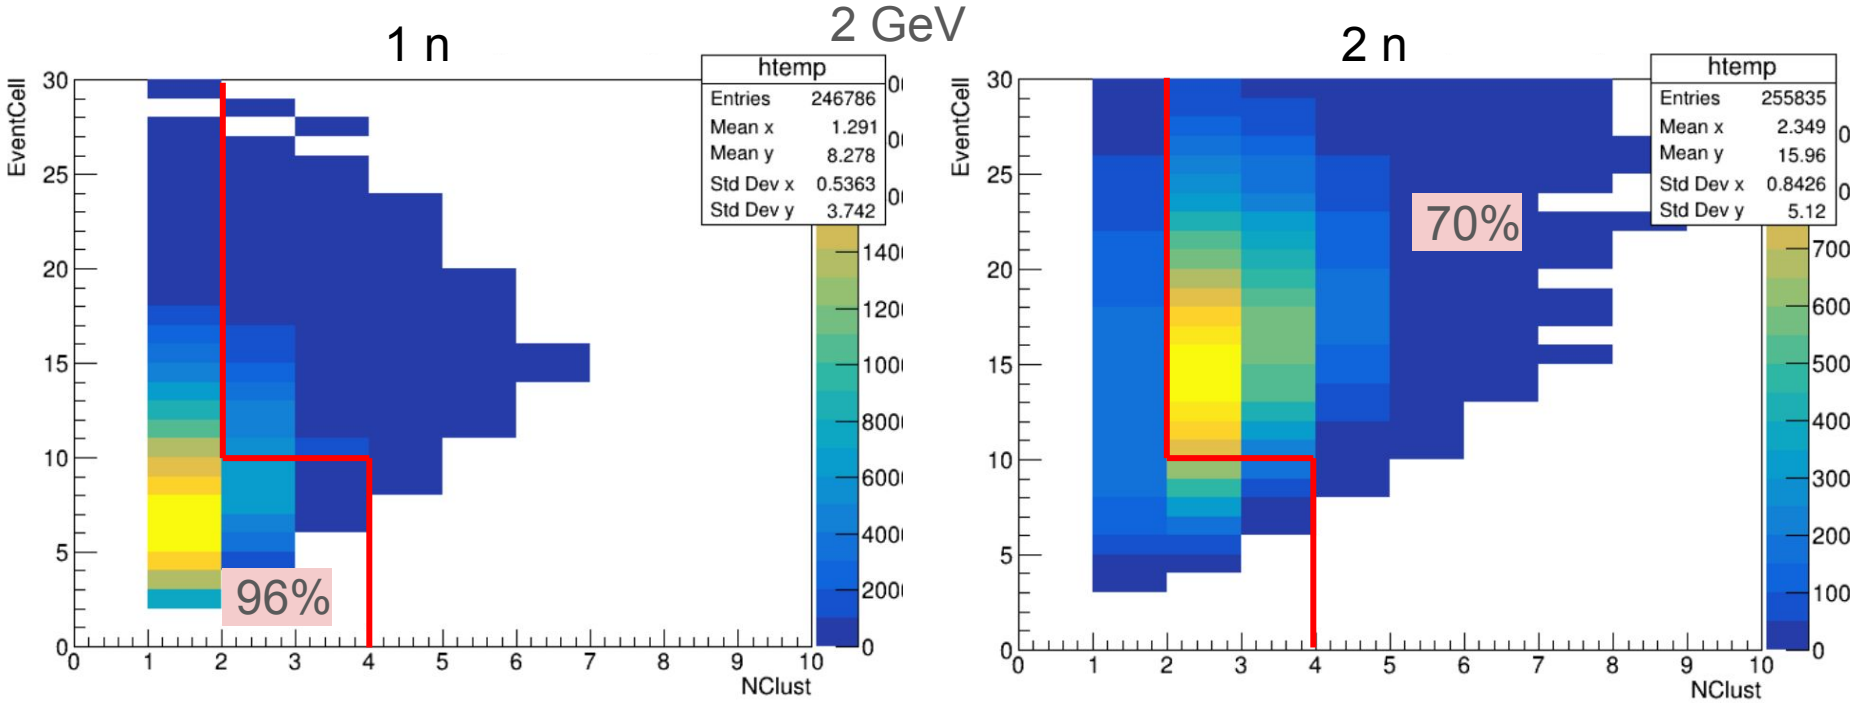 2 GeV
1 n
2 n
htemp
Entries 246786
Mean x 1.291
Mean y 8.278
Std Dev x 0.5363
Std Dev y 3.742
htemp
Entries 255835
Mean x 2.349
Mean y 15.96
Std Dev x 0.8426
Std Dev y 5.12
EventCell
30
25
20
15
10
5
0
0 1 2 3 4 5 6 7 8 9 10
NClust
96%
140
120
100
800
600
400
200
0
EventCell
30
25
20
15
10
5
0
0 1 2 3 4 5 6 7 8 9 10
NClust
70%
700
600
500
400
300
200
100
0